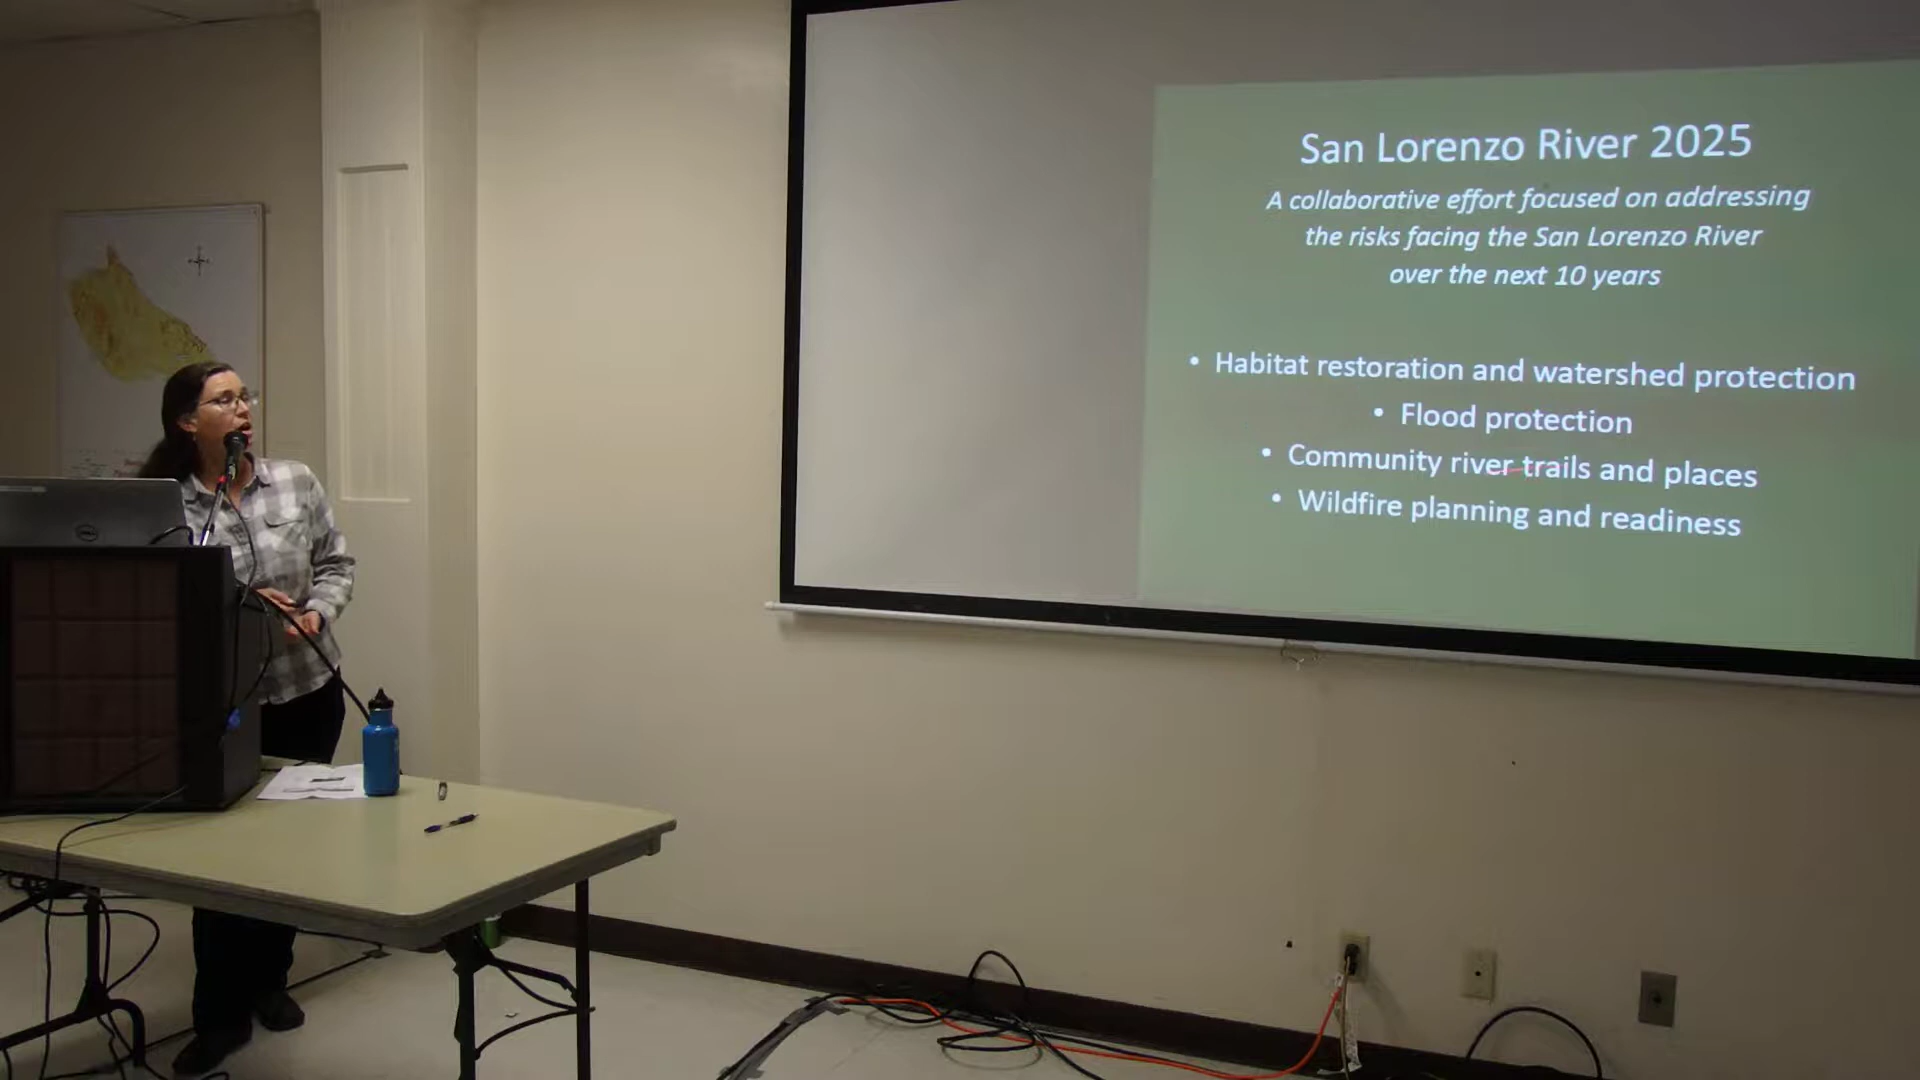 San Lorenzo River 2025
A collaborative effort focused on addressing
the risks facing the San Lorenzo River
over the next 10 years
• Habitat restoration and watershed protection
• Flood protection
• Community river trails and places
• Wildfire planning and readiness
DELL